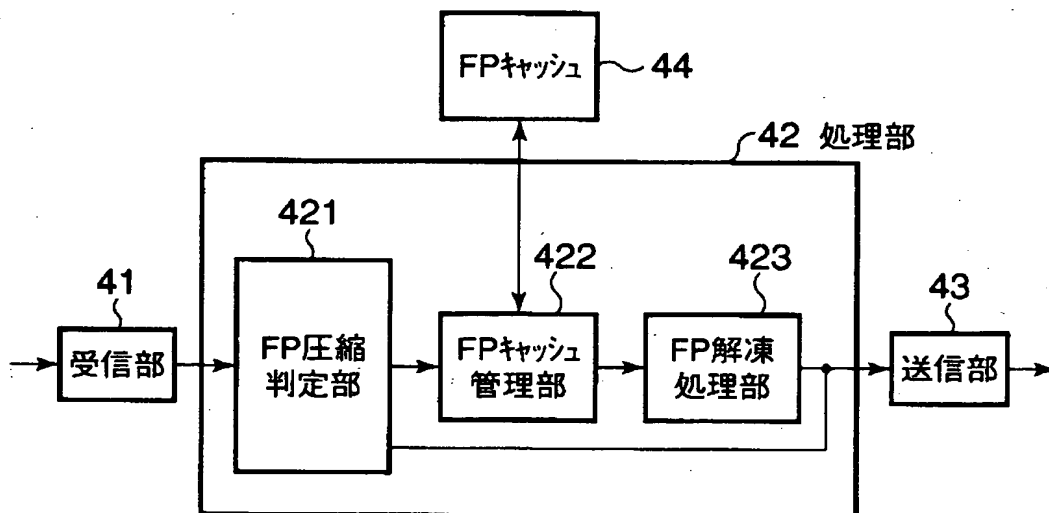 FPキャッシュ
44
42 処理部
421
422
423
41
43
受信部
FP圧縮
判定部
FPキャッシュ
管理部
FP解凍
処理部
送信部